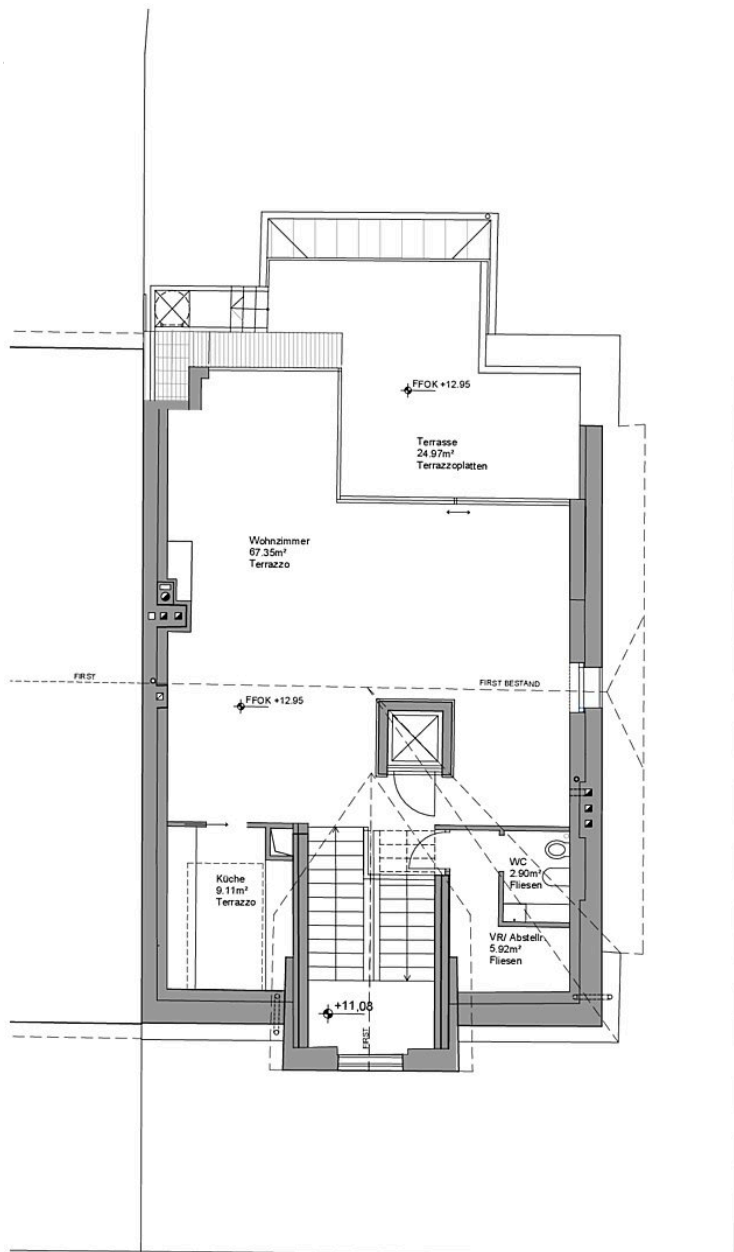 FFOK +12.95
Terrasse
24.97m²
Terrazzoplatten
Wohnzimmer
67.35m²
Terrazzo
FIRST
FIRST BESTAND
FFOK +12.95
WC
2.90m²
Fliesen
Küche
9.11m²
Terrazzo
VR/ Abstellr.
5.92m²
Fliesen
+11,08
FIRST